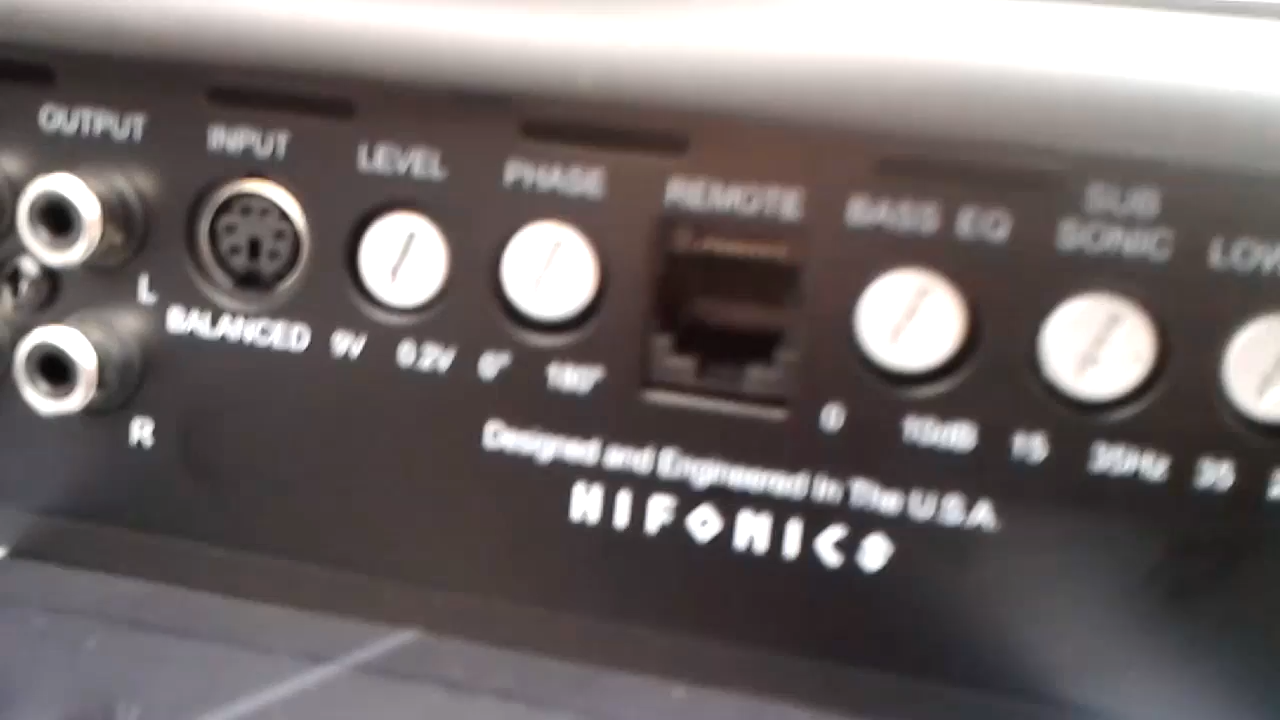 OUTPUT
INPUT
LEVEL
PHASE
REMOTE
BASS EQ
SUB
SONIC
L
BALANCED
9V 0.2V
0° 180°
0 10dB
15 35Hz
35
R
Designed and Engineered in The U.S.A.
HIFONICS